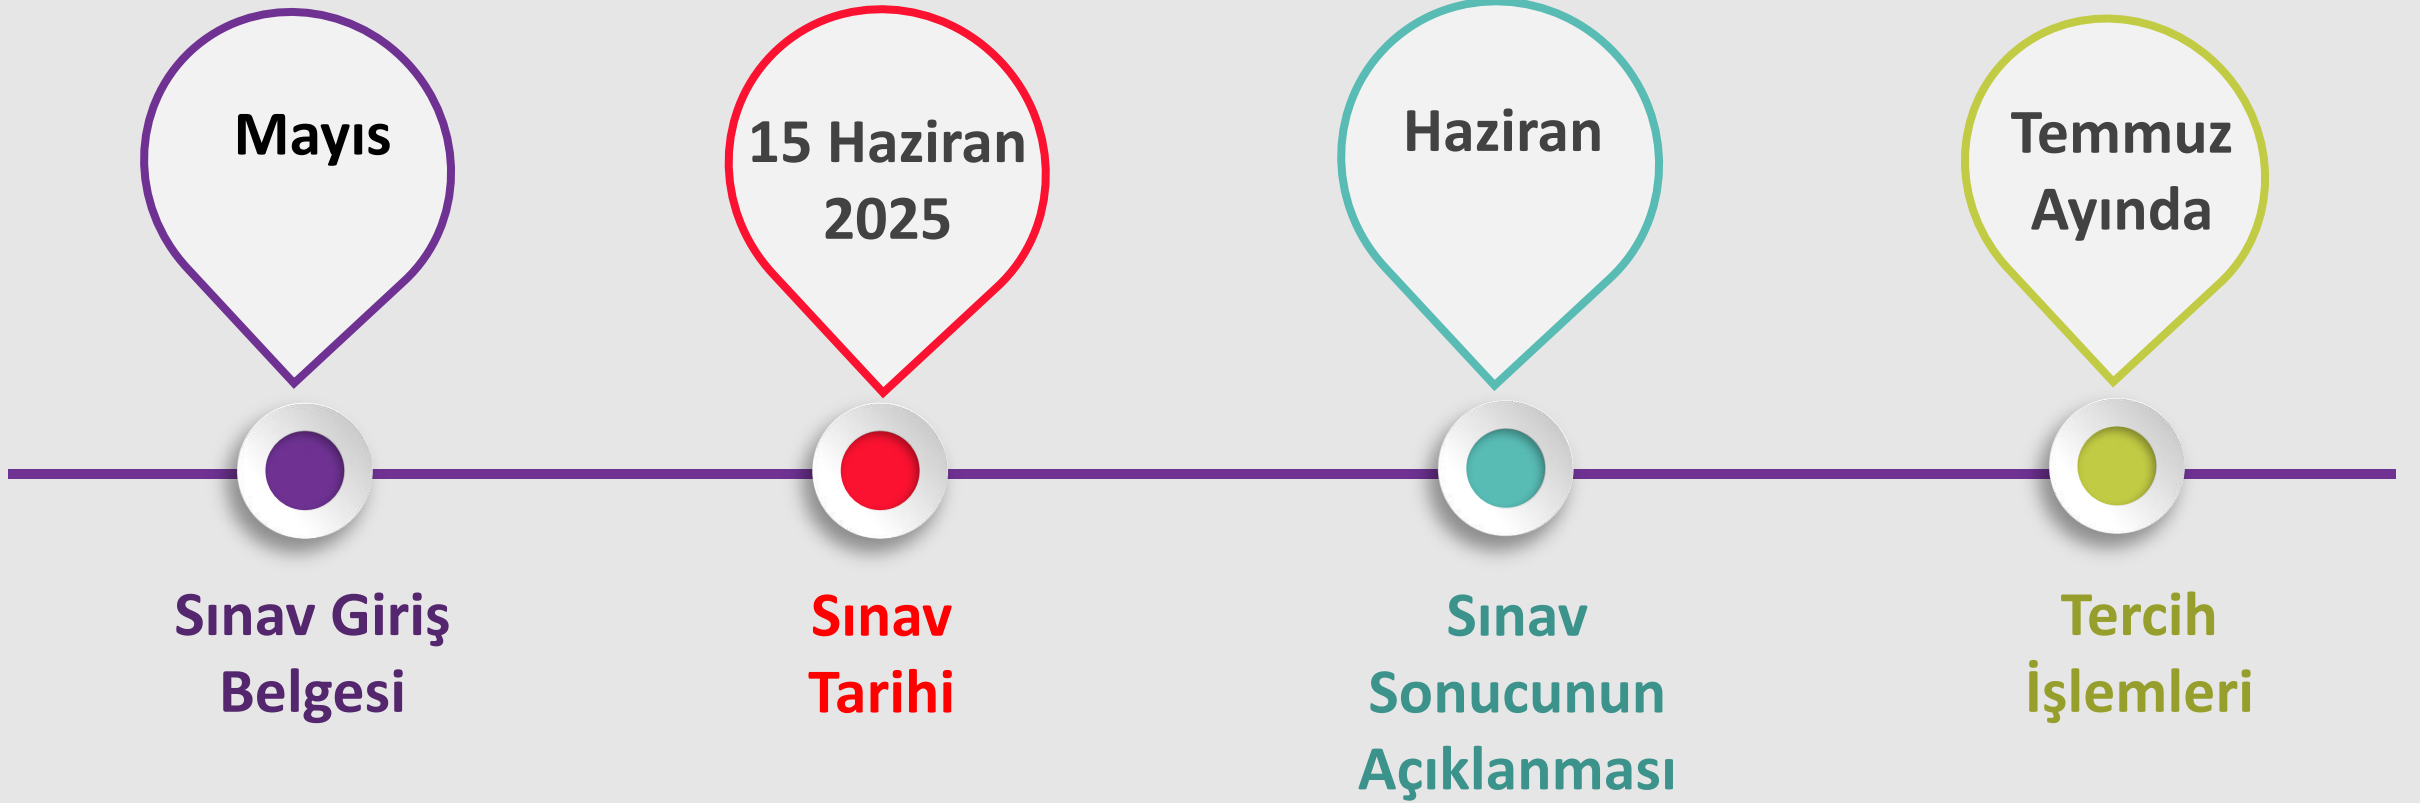 Mayıs
15 Haziran
2025
Haziran
Temmuz
Ayında
Sınav Giriş
Belgesi
Sınav
Tarihi
Sınav
Sonucunun
Açıklanması
Tercih
İşlemleri